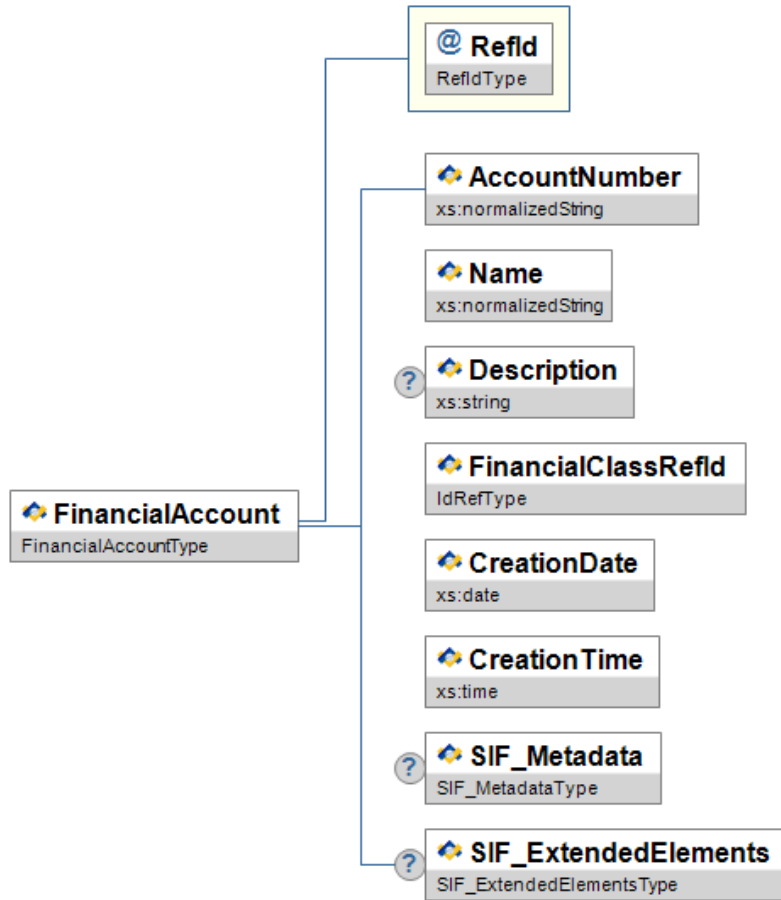 @ RefId
RefIdType
AccountNumber
xs:normalizedString
Name
xs:normalizedString
? Description
xs:string
FinancialClassRefId
IdRefType
FinancialAccount
FinancialAccountType
CreationDate
xs:date
CreationTime
xs:time
? SIF_Metadata
SIF_MetadataType
? SIF_ExtendedElements
SIF_ExtendedElementsType